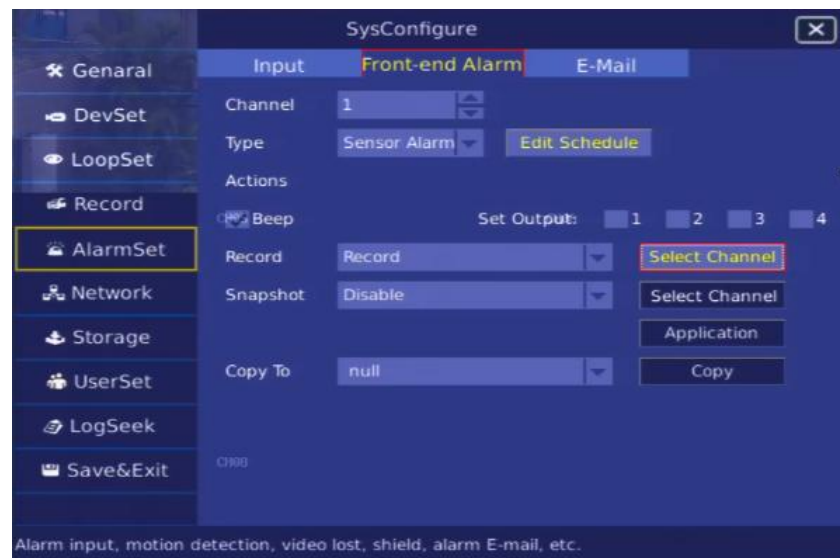 SysConfigure
Genaral
DevSet
LoopSet
Record
AlarmSet
Network
Storage
UserSet
LogSeek
Save&Exit
Input Front-end Alarm E-Mail
Channel 1
Type Sensor Alarm Edit Schedule
Actions
Beep Set Output: 1 2 3 4
Record Record Select Channel
Snapshot Disable Select Channel
Application
Copy To null Copy
Alarm input, motion detection, video lost, shield, alarm E-mail, etc.